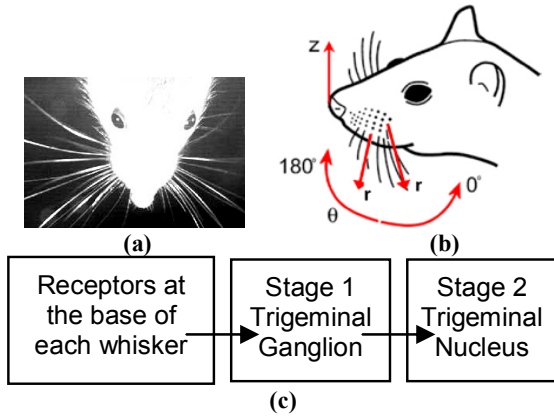 z
180°
r
r
0°
θ
(a)
(b)
Receptors at
the base of
each whisker
Stage 1
Trigeminal
Ganglion
Stage 2
Trigeminal
Nucleus
(c)